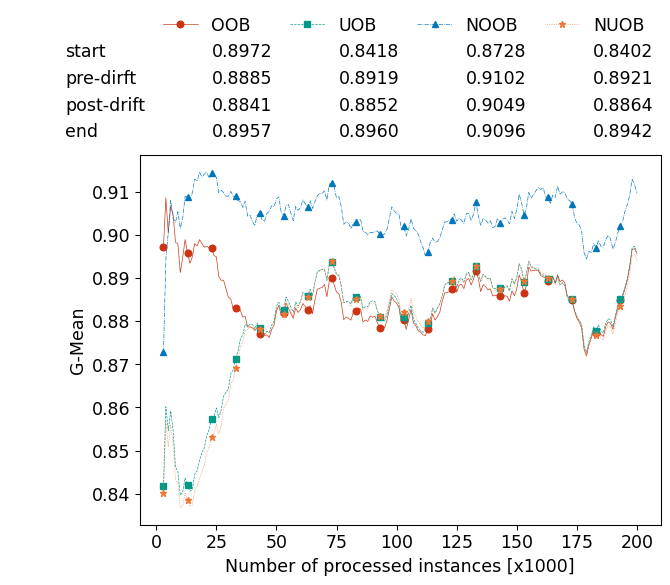 OOB UOB NOOB NUOB
start 0.8972 0.8418 0.8728 0.8402
pre-dirft 0.8885 0.8919 0.9102 0.8921
post-drift 0.8841 0.8852 0.9049 0.8864
end 0.8957 0.8960 0.9096 0.8942
0.91
0.90
0.89
0.88
0.87
0.86
0.85
0.84
G-Mean
0 25 50 75 100 125 150 175 200
Number of processed instances [x1000]